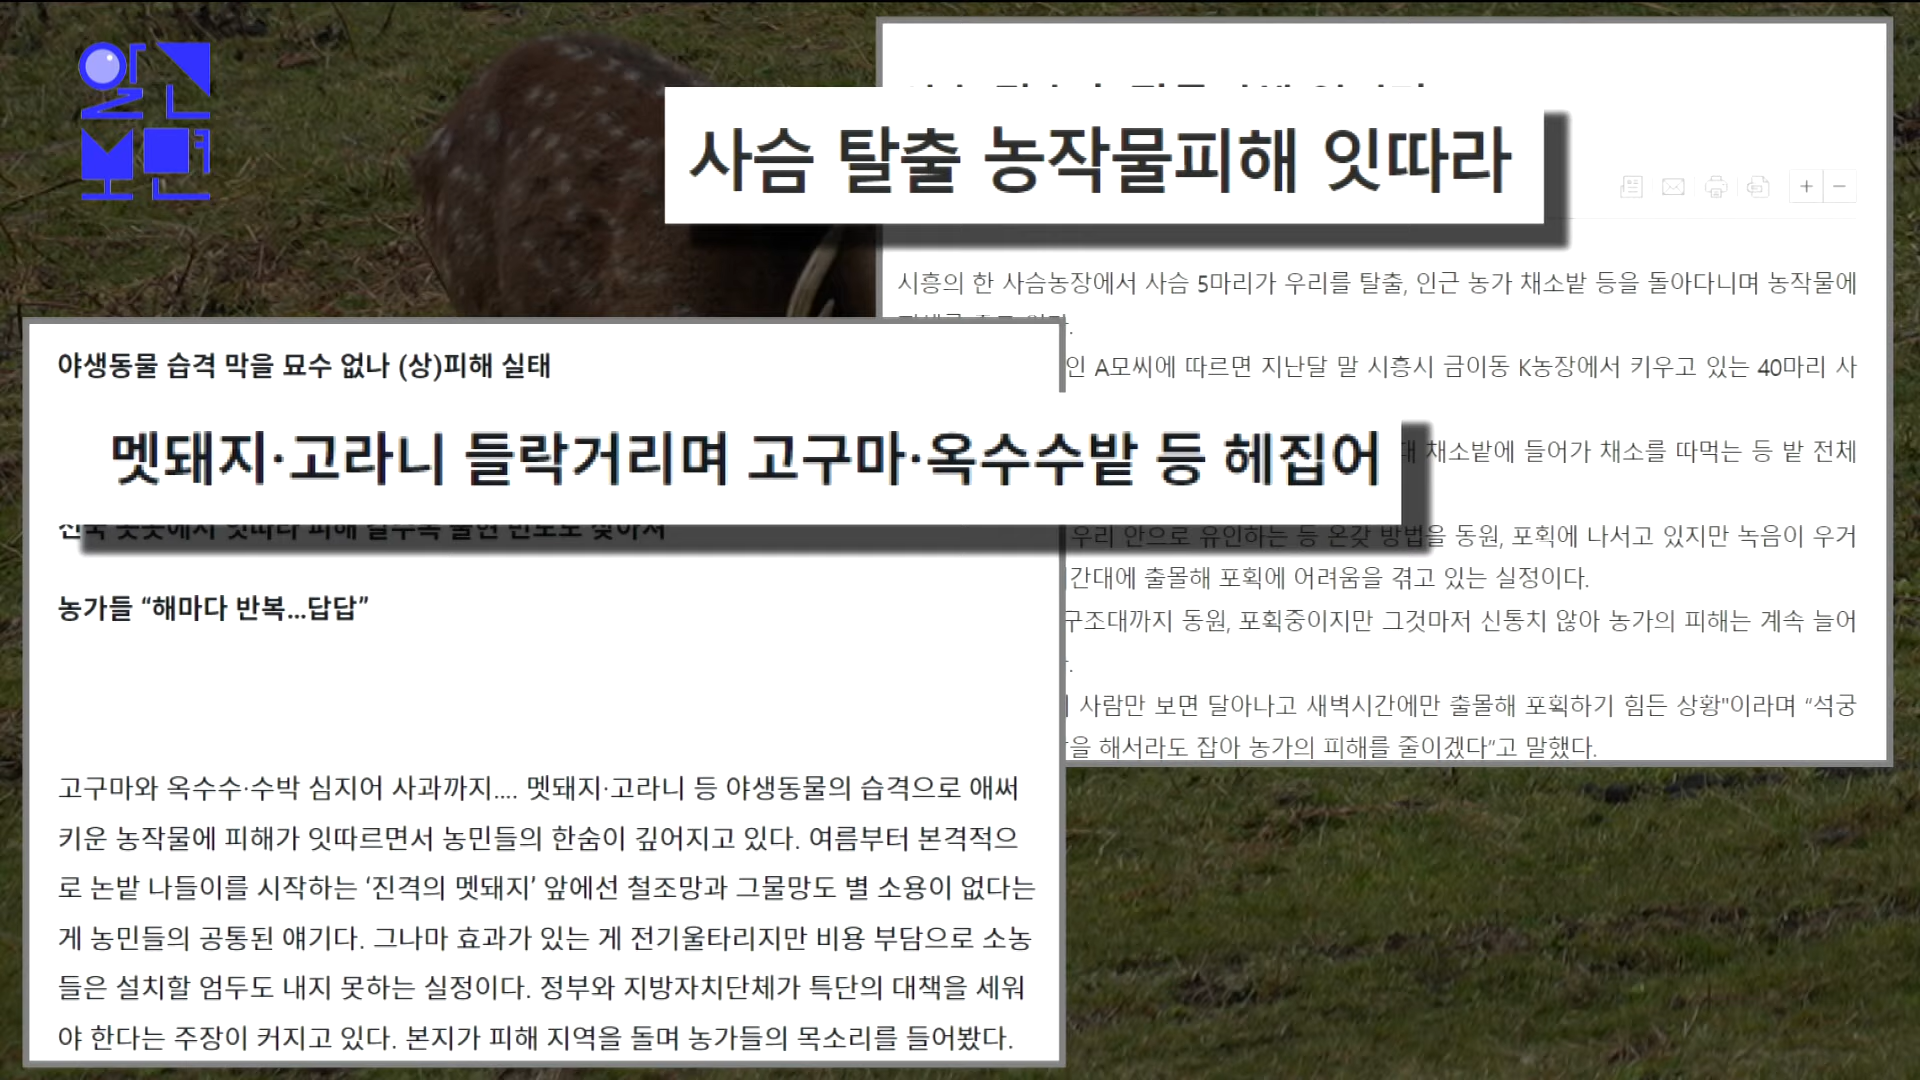 알고보면
사슴 탈출 농작물피해 잇따라
시흥의 한 사슴농장에서 사슴 5마리가 우리를 탈출, 인근 농가 채소밭 등을 돌아다니며 농작물에
인 A모씨에 따르면 지난달 말 시흥시 금이동 K농장에서 키우고 있는 40마리 사
채소밭에 들어가 채소를 따먹는 등 밭 전체
우리 안으로 유인하는 등 온갖 방법을 동원, 포획에 나서고 있지만 녹음이 우거
간대에 출몰해 포획에 어려움을 겪고 있는 실정이다.
구조대까지 동원, 포획중이지만 그것마저 신통치 않아 농가의 피해는 계속 늘어
사람만 보면 달아나고 새벽시간에만 출몰해 포획하기 힘든 상황"이라며 “석궁
을 해서라도 잡아 농가의 피해를 줄이겠다”고 말했다.
야생동물 습격 막을 묘수 없나 (상)피해 실태
멧돼지·고라니 들락거리며 고구마·옥수수밭 등 헤집어
전국 곳곳에서 잇따라 피해 갈수록 출현 빈도도 잦아져
농가들 “해마다 반복…답답”
고구마와 옥수수·수박 심지어 사과까지…. 멧돼지·고라니 등 야생동물의 습격으로 애써
키운 농작물에 피해가 잇따르면서 농민들의 한숨이 깊어지고 있다. 여름부터 본격적으
로 논밭 나들이를 시작하는 ‘진격의 멧돼지’ 앞에선 철조망과 그물망도 별 소용이 없다는
게 농민들의 공통된 얘기다. 그나마 효과가 있는 게 전기울타리지만 비용 부담으로 소농
들은 설치할 엄두도 내지 못하는 실정이다. 정부와 지방자치단체가 특단의 대책을 세워
야 한다는 주장이 커지고 있다. 본지가 피해 지역을 돌며 농가들의 목소리를 들어봤다.